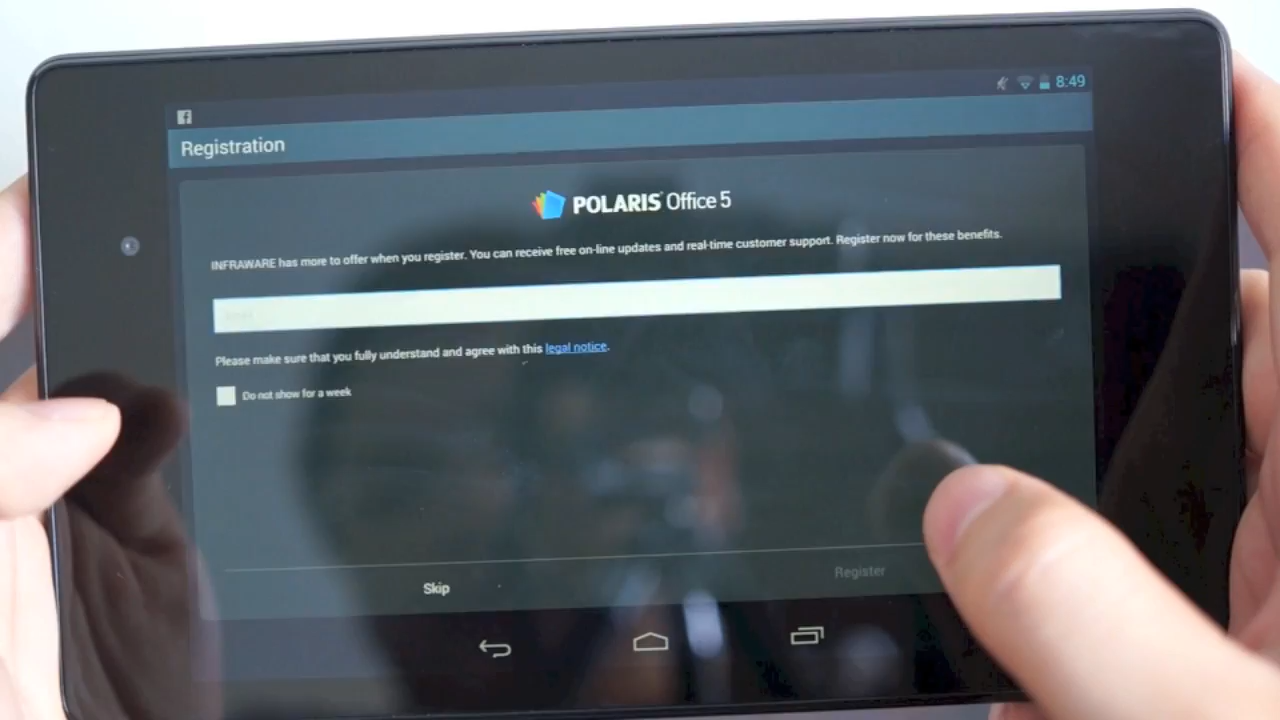 8:49
Registration
POLARIS Office 5
INFRAWARE has more to offer when you register. You can receive free on-line updates and real-time customer support. Register now for these benefits.
Please make sure that you fully understand and agree with this legal notice.
Do not show for a week
Skip
Register